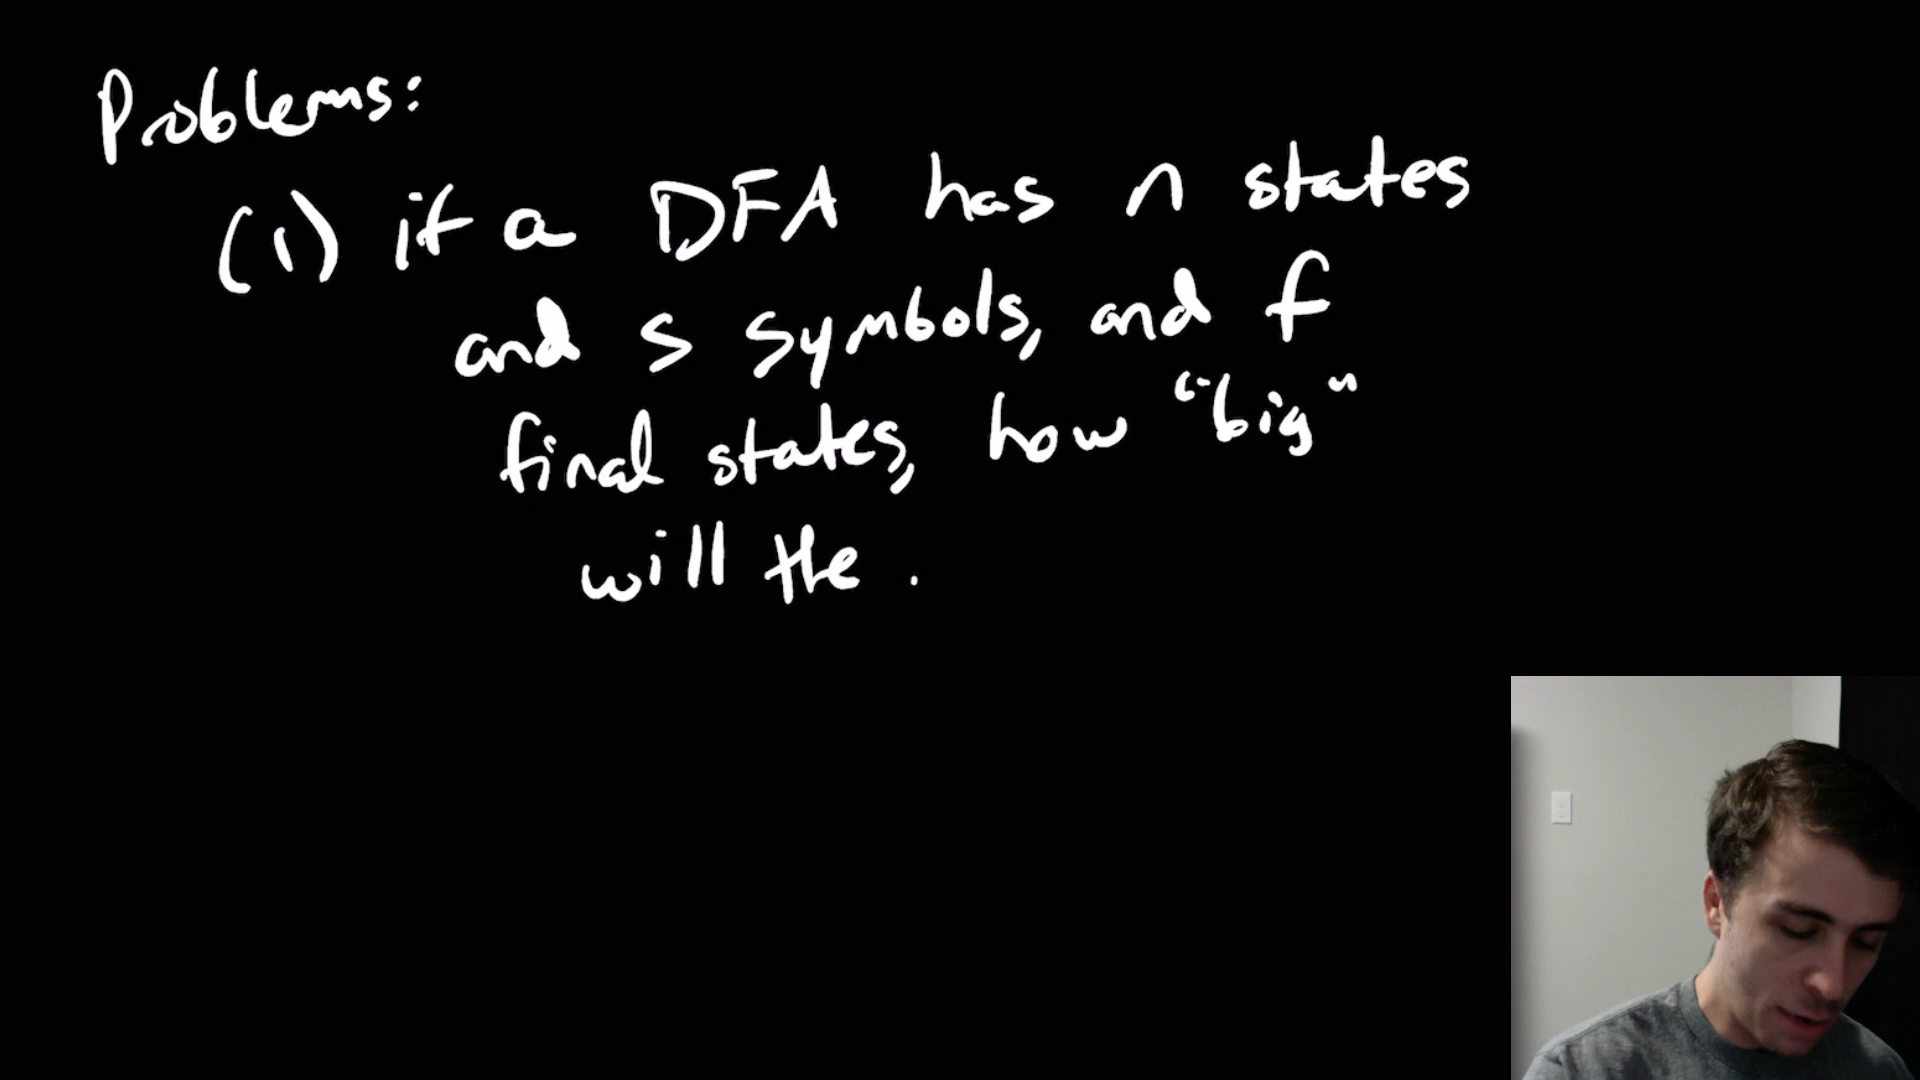 Problems:
(1) if a DFA has n states
and s symbols, and f
final states, how "big"
will the .